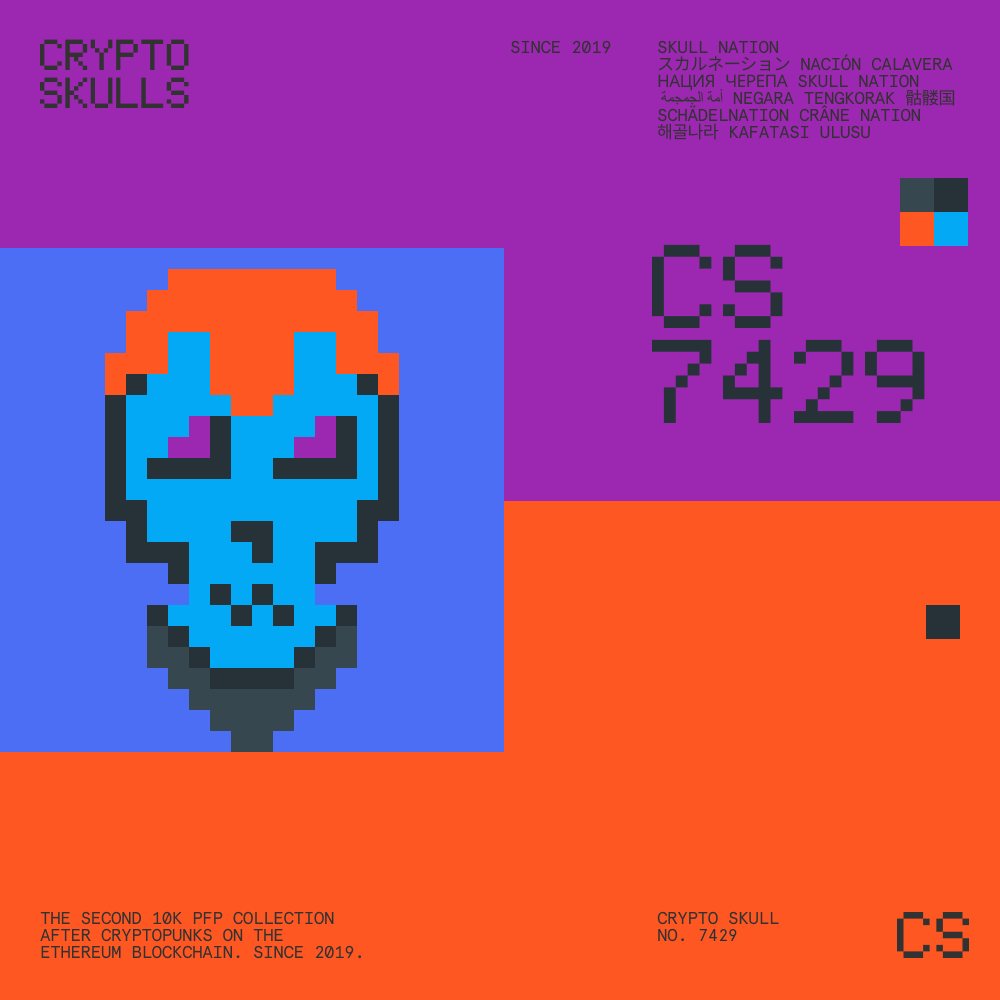 CRYPTO
SKULLS
SINCE 2019
SKULL NATION
スカルネーション NACIÓN CALAVERA
НАЦИЯ ЧЕРЕПА SKULL NATION
أمة الجمجمة NEGARA TENGKORAK 骷髅国
SCHÄDELNATION CRÂNE NATION
해골나라 KAFATASI ULUSU
CS
7429
THE SECOND 10K PFP COLLECTION
AFTER CRYPTOPUNKS ON THE
ETHEREUM BLOCKCHAIN. SINCE 2019.
CRYPTO SKULL
NO. 7429
CS